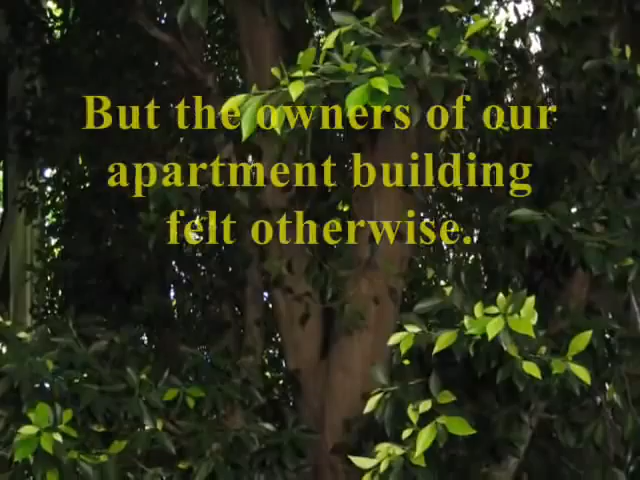 But the owners of our
apartment building
felt otherwise.